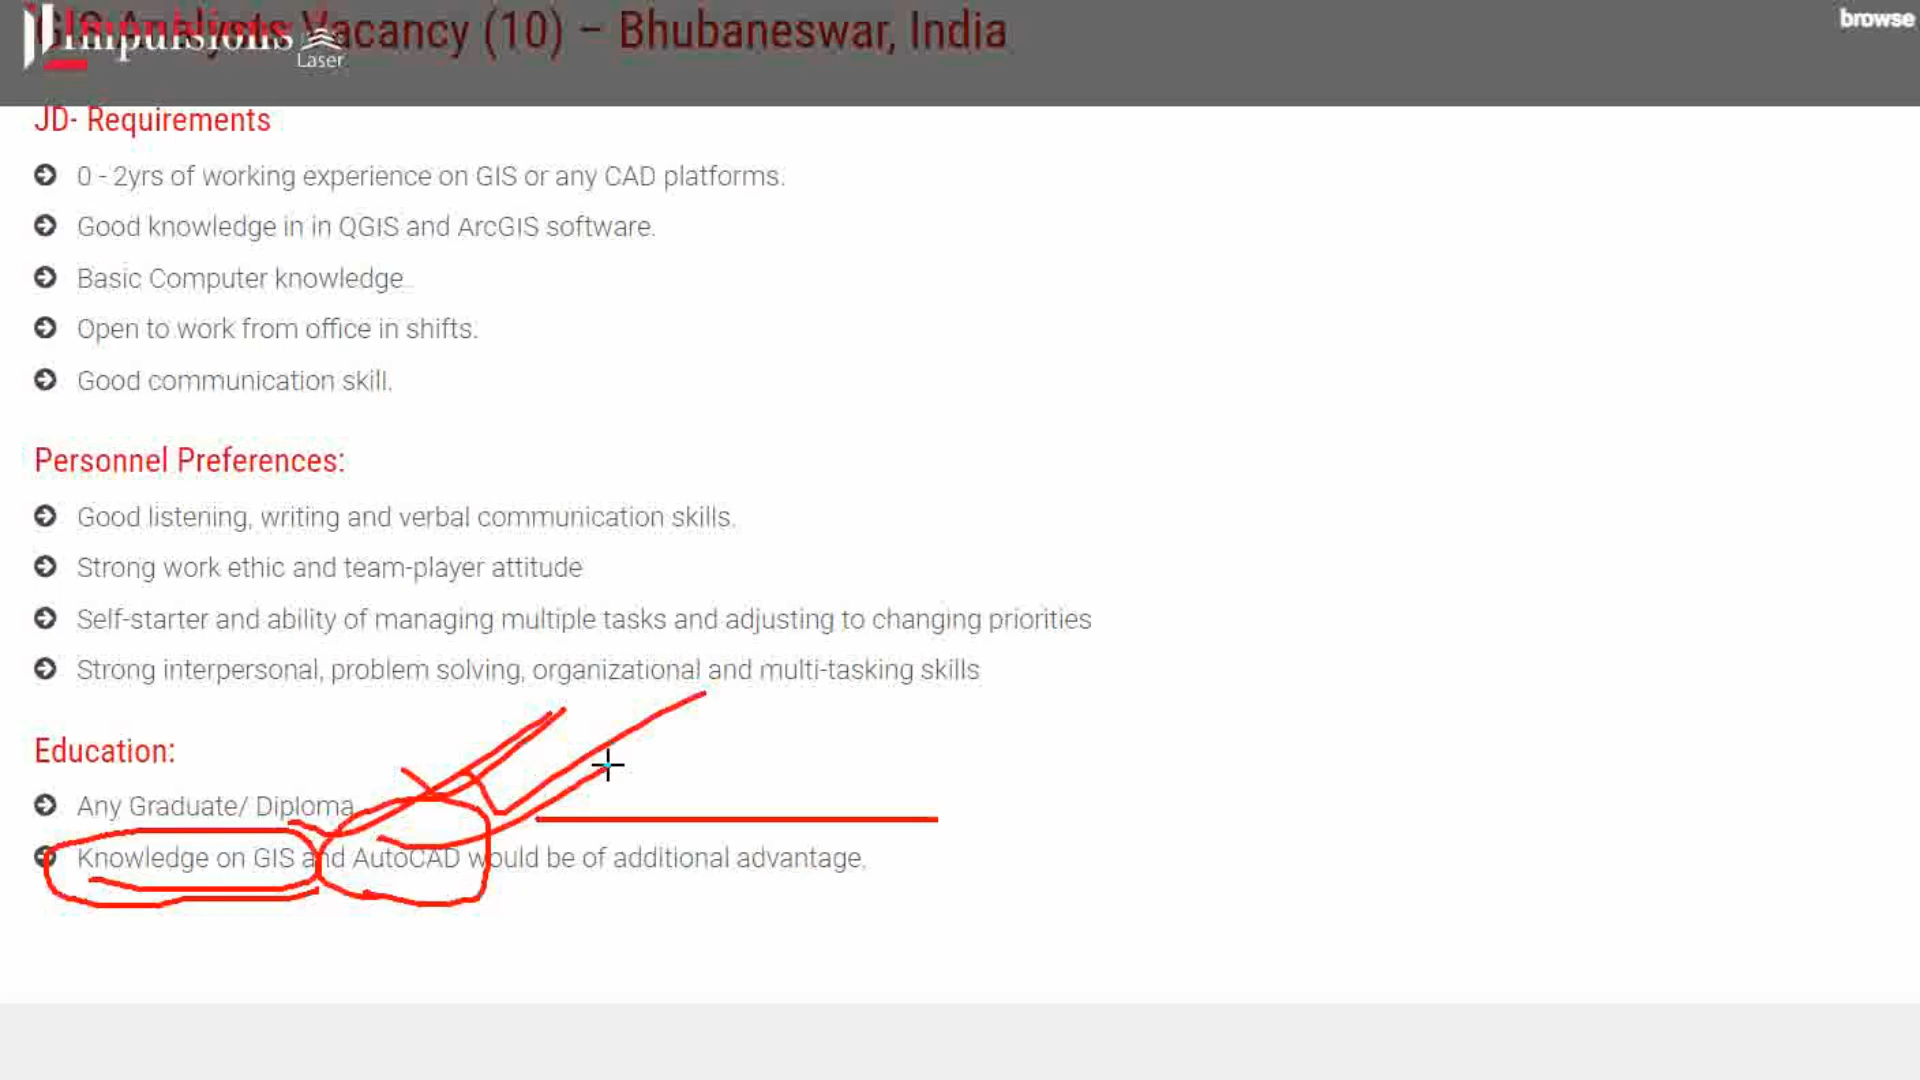 GIS Analysts Vacancy (10) – Bhubaneswar, India
Impulsions
Laser
browse
JD- Requirements
0 - 2yrs of working experience on GIS or any CAD platforms.
Good knowledge in in QGIS and ArcGIS software.
Basic Computer knowledge
Open to work from office in shifts.
Good communication skill.
Personnel Preferences:
Good listening, writing and verbal communication skills.
Strong work ethic and team-player attitude
Self-starter and ability of managing multiple tasks and adjusting to changing priorities
Strong interpersonal, problem solving, organizational and multi-tasking skills
Education:
Any Graduate/ Diploma
Knowledge on GIS and AutoCAD would be of additional advantage.